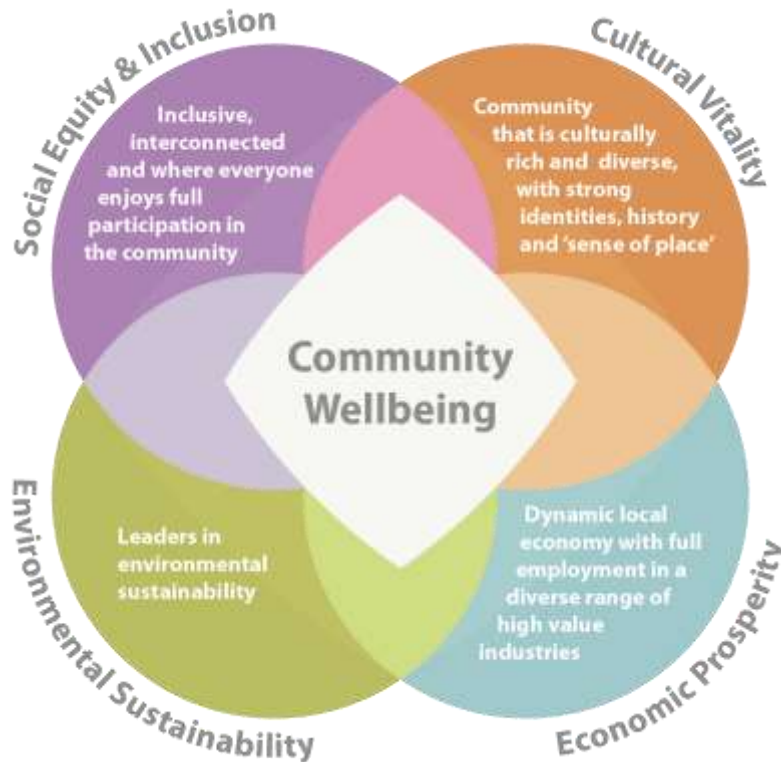 Social Equity & Inclusion
Cultural Vitality
Inclusive,
interconnected
and where everyone
enjoys full
participation in
the community
Community
that is culturally
rich and diverse,
with strong
identities, history
and ‘sense of place’
Community
Wellbeing
Leaders in
environmental
sustainability
Dynamic local
economy with full
employment in a
diverse range of
high value
industries
Environmental Sustainability
Economic Prosperity